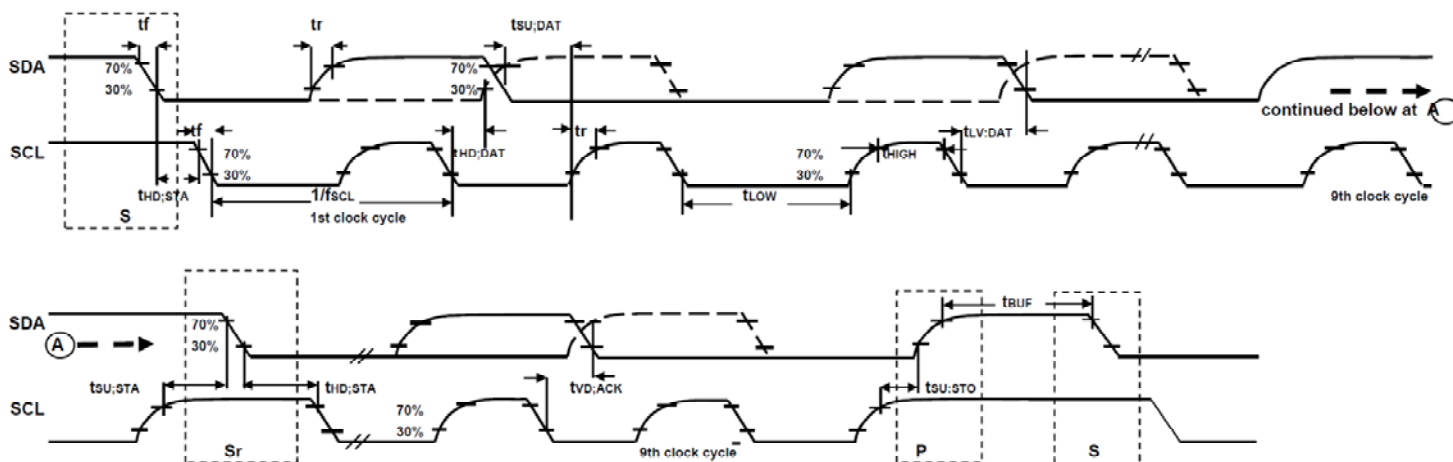 tf tr tSU;DAT
SDA 70% 70%
30% 30%
continued below at A
tf tHD;DAT tr tLV:DAT
SCL 70% 70% tHIGH
30% 30%
tHD;STA 1/fSCL tLOW
S 1st clock cycle 9th clock cycle
tBUF
SDA 70%
A 30%
tSU;STA tHD;STA tVD;ACK tSU:STO
SCL 70%
30%
Sr 9th clock cycle P S